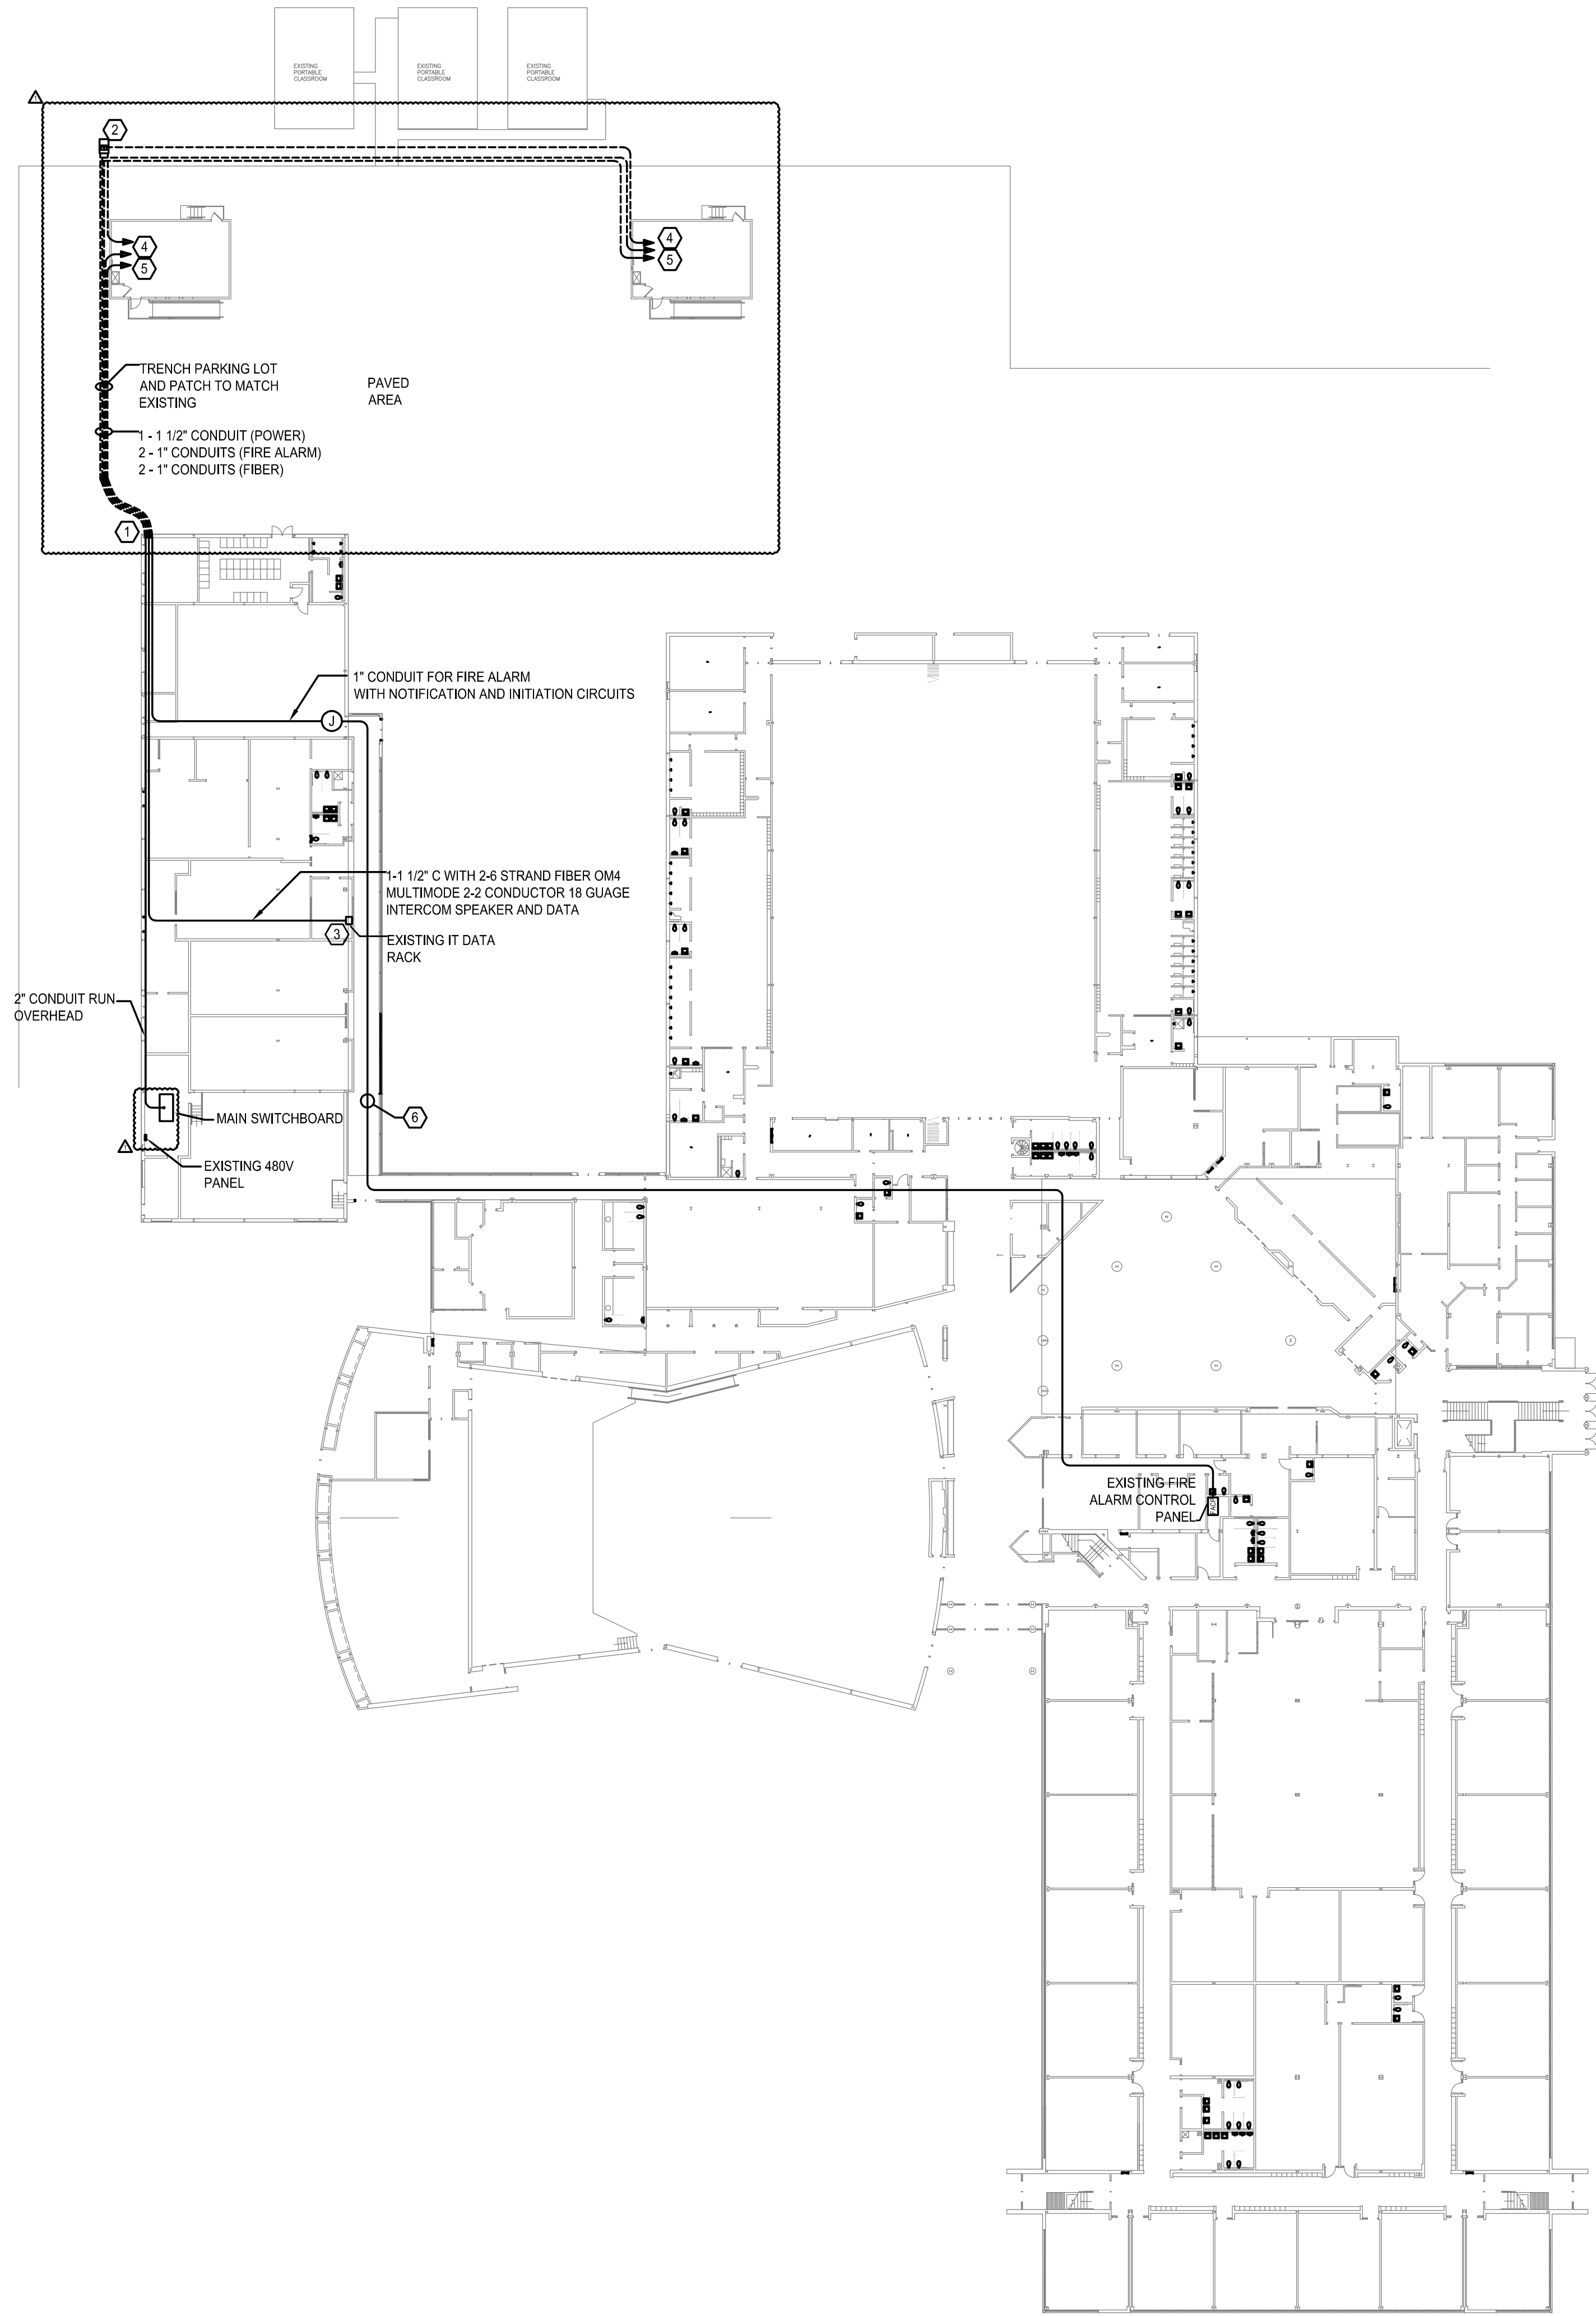 EXISTING
PORTABLE
CLASSROOM
EXISTING
PORTABLE
CLASSROOM
EXISTING
PORTABLE
CLASSROOM
2
4
5
4
5
TRENCH PARKING LOT
AND PATCH TO MATCH
EXISTING
PAVED
AREA
1 - 1 1/2" CONDUIT (POWER)
2 - 1" CONDUITS (FIRE ALARM)
2 - 1" CONDUITS (FIBER)
1
1" CONDUIT FOR FIRE ALARM
WITH NOTIFICATION AND INITIATION CIRCUITS
J
1-1 1/2" C WITH 2-6 STRAND FIBER OM4
MULTIMODE 2-2 CONDUCTOR 18 GUAGE
INTERCOM SPEAKER AND DATA
3
EXISTING IT DATA
RACK
2" CONDUIT RUN
OVERHEAD
6
MAIN SWITCHBOARD
EXISTING 480V
PANEL
EXISTING FIRE
ALARM CONTROL
PANEL
FACP